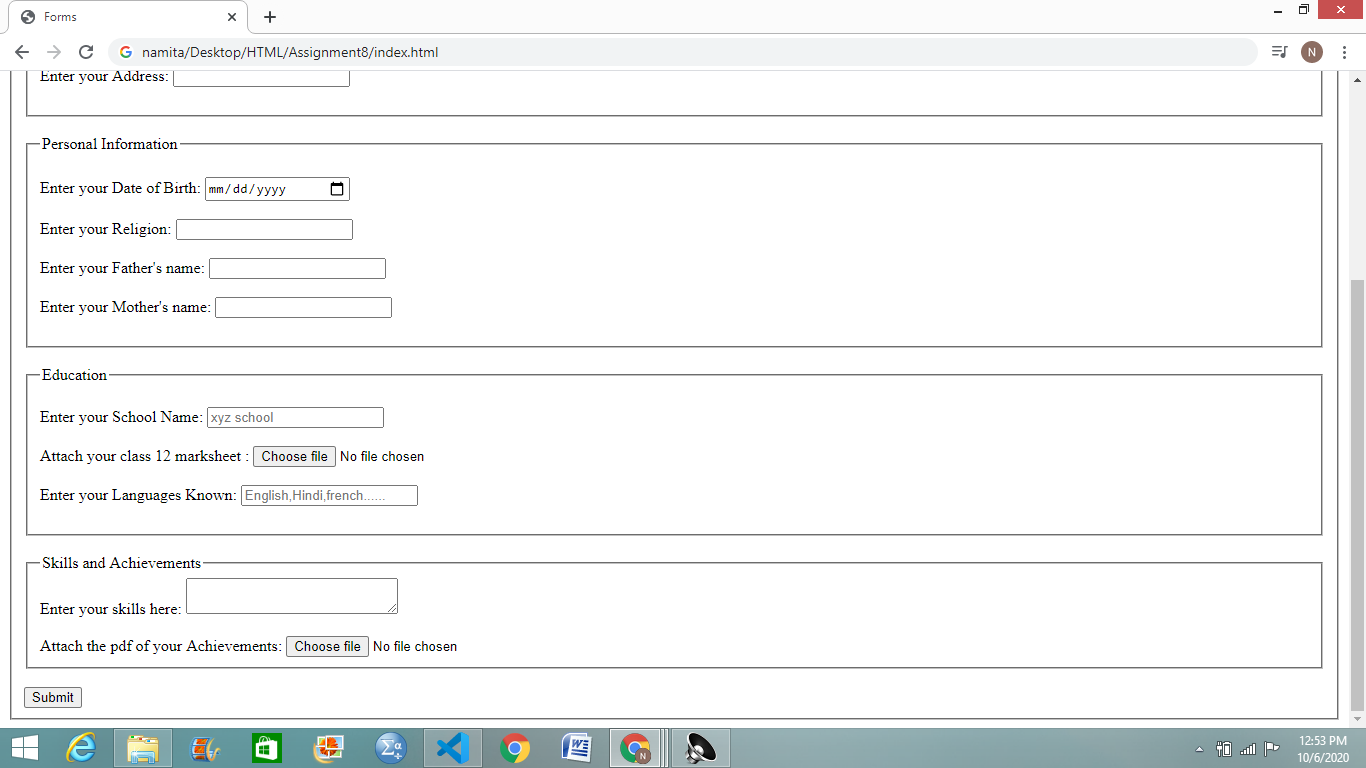 Forms
namita/Desktop/HTML/Assignment8/index.html
N
Enter your Address:
Personal Information
Enter your Date of Birth: mm/dd/yyyy
Enter your Religion:
Enter your Father's name:
Enter your Mother's name:
Education
Enter your School Name: xyz school
Attach your class 12 marksheet : Choose file No file chosen
Enter your Languages Known: English,Hindi,french......
Skills and Achievements
Enter your skills here:
Attach the pdf of your Achievements: Choose file No file chosen
Submit
12:53 PM
10/6/2020